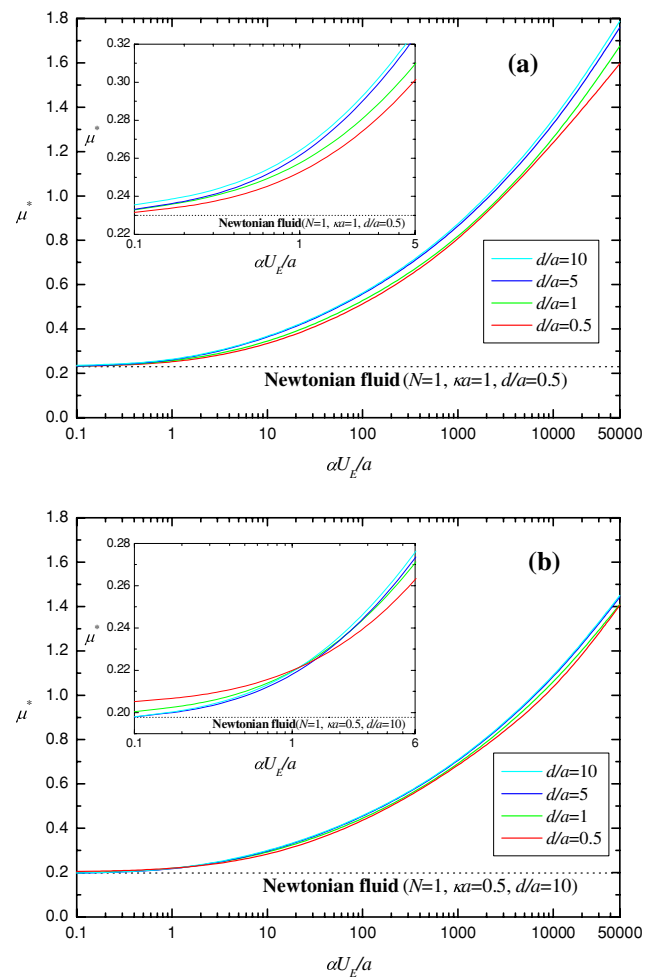 1.8
1.6
1.4
1.2
1.0
0.8
0.6
0.4
0.2
0.0
μ*
0.32
0.30
0.28
0.26
0.24
0.22
μ*
Newtonian fluid(N=1, κa=1, d/a=0.5)
0.1 1 5
αU_E/a
(a)
d/a=10
d/a=5
d/a=1
d/a=0.5
Newtonian fluid (N=1, κa=1, d/a=0.5)
0.1 1 10 100 1000 10000 50000
αU_E/a
1.8
1.6
1.4
1.2
1.0
0.8
0.6
0.4
0.2
0.0
μ*
0.28
0.26
0.24
0.22
0.20
μ*
Newtonian fluid(N=1, κa=0.5, d/a=10)
0.1 1 6
αU_E/a
(b)
d/a=10
d/a=5
d/a=1
d/a=0.5
Newtonian fluid (N=1, κa=0.5, d/a=10)
0.1 1 10 100 1000 10000 50000
αU_E/a